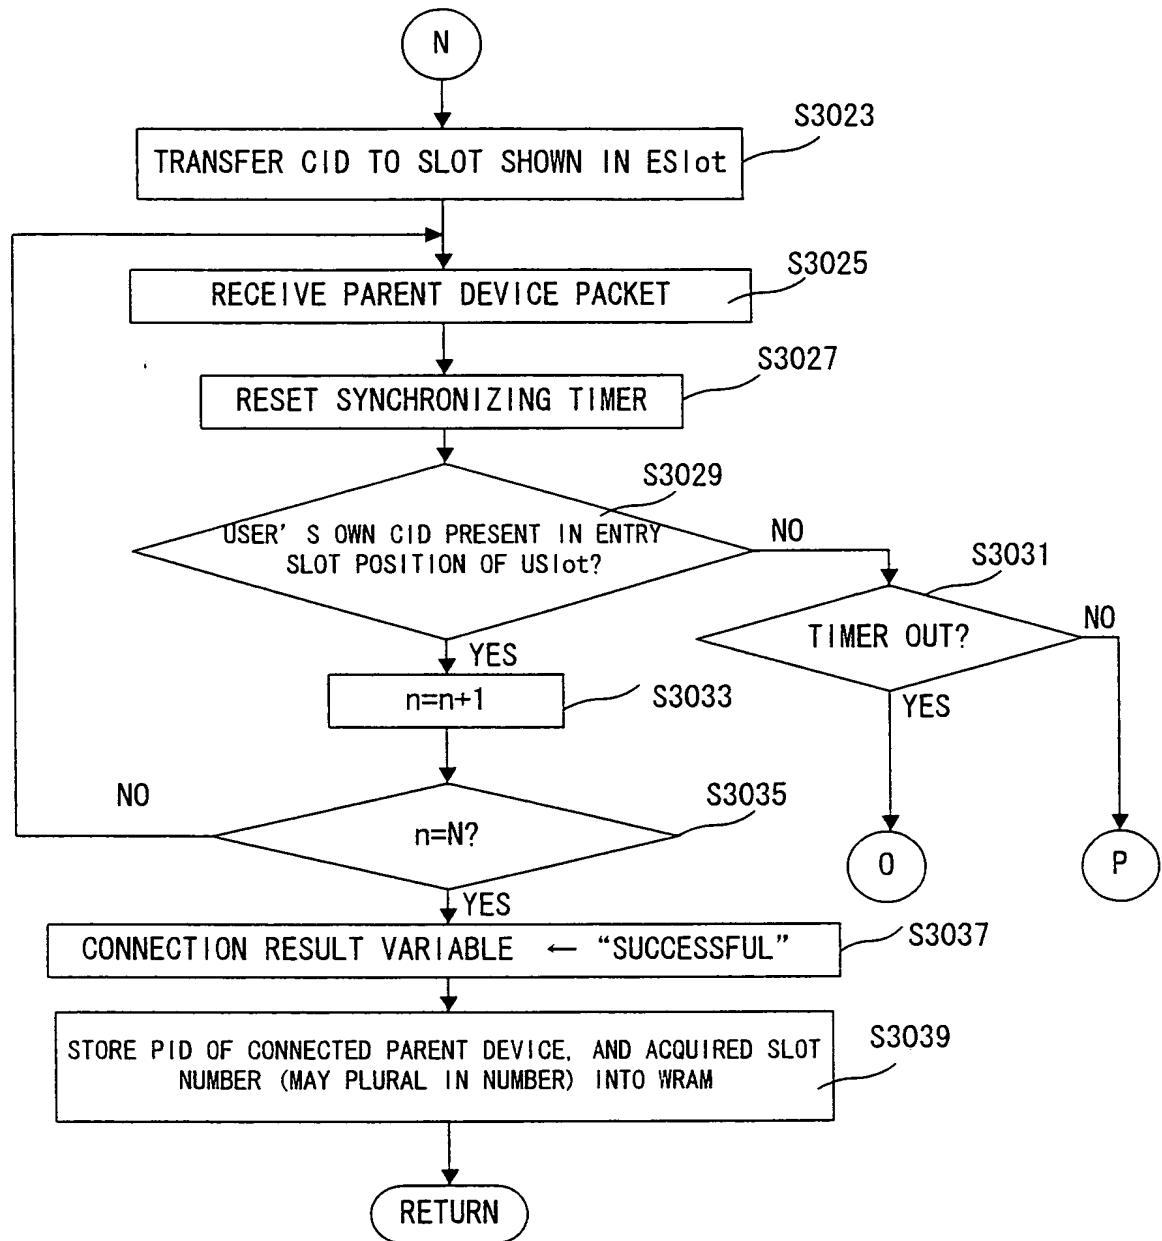 N
S3023
TRANSFER CID TO SLOT SHOWN IN ESlot
S3025
RECEIVE PARENT DEVICE PACKET
S3027
RESET SYNCHRONIZING TIMER
S3029
USER'S OWN CID PRESENT IN ENTRY
SLOT POSITION OF USlot?
NO
S3031
TIMER OUT?
NO
YES
YES
n=n+1
S3033
NO
n=N?
S3035
O
P
YES
CONNECTION RESULT VARIABLE ← “SUCCESSFUL”
S3037
STORE PID OF CONNECTED PARENT DEVICE, AND ACQUIRED SLOT
NUMBER (MAY PLURAL IN NUMBER) INTO WRAM
S3039
RETURN